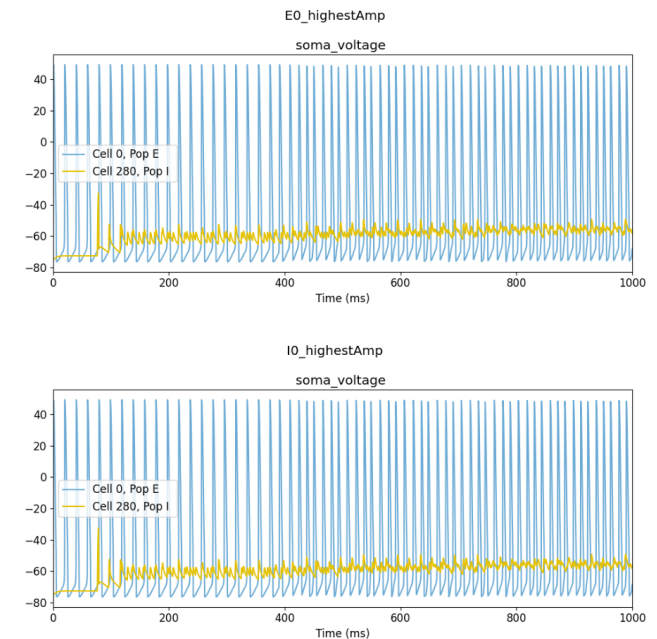 E0_highestAmp
soma_voltage
40
20
0
−20
−40
−60
−80
Cell 0, Pop E
Cell 280, Pop I
0 200 400 600 800 1000
Time (ms)
I0_highestAmp
soma_voltage
40
20
0
−20
−40
−60
−80
Cell 0, Pop E
Cell 280, Pop I
0 200 400 600 800 1000
Time (ms)